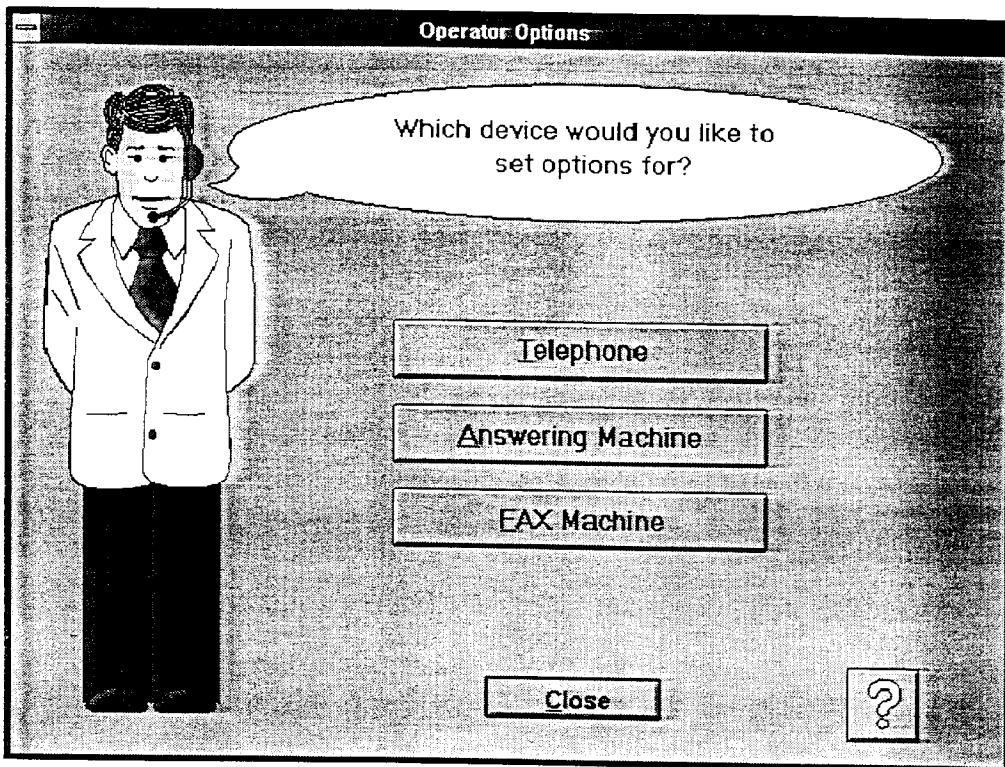 Operator Options
Which device would you like to
set options for?
Telephone
Answering Machine
FAX Machine
Close
?